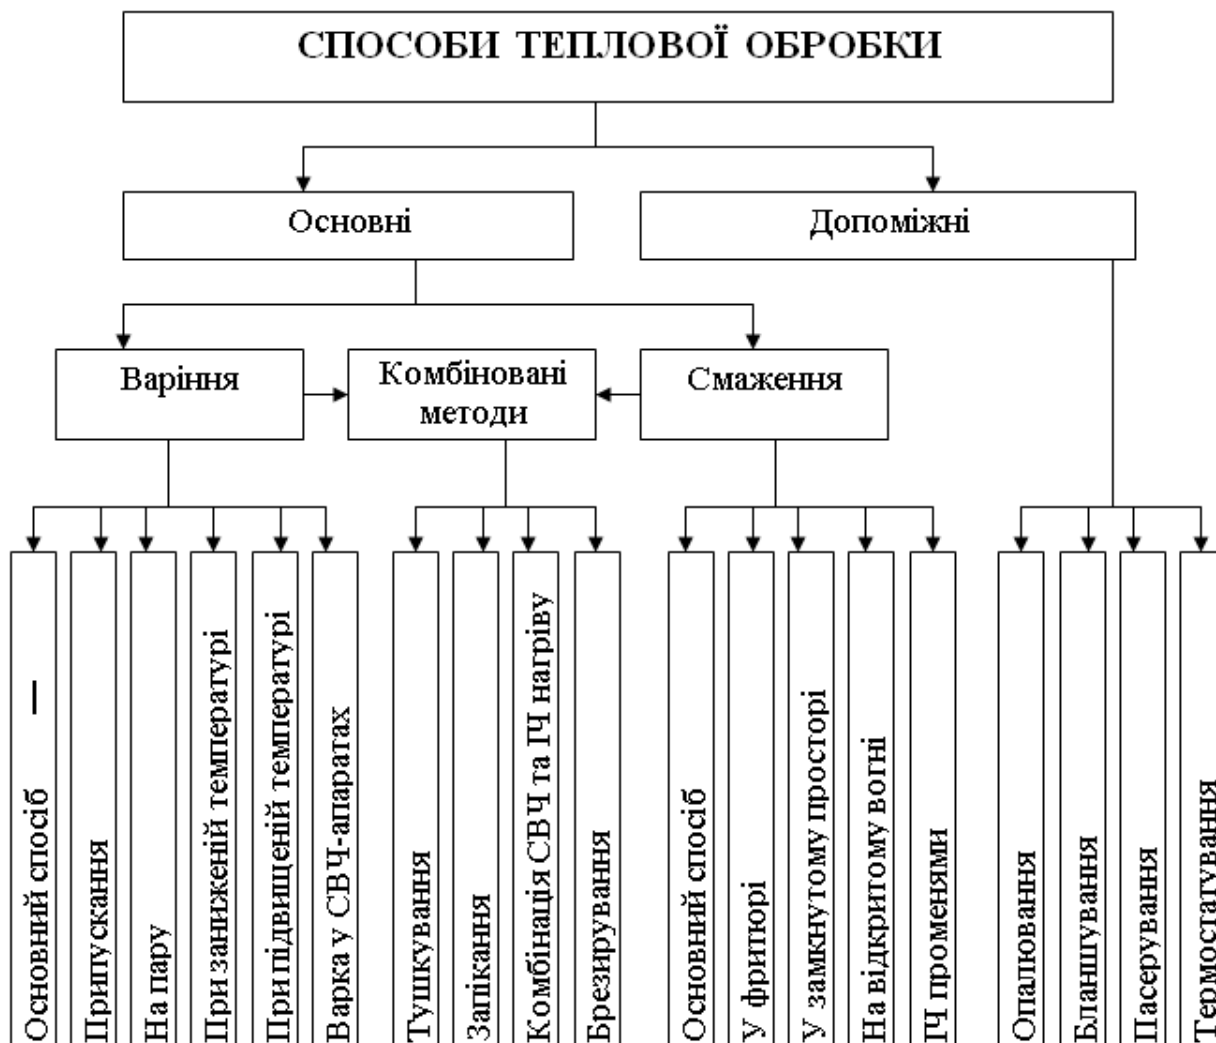 СПОСОБИ ТЕПЛОВОЇ ОБРОБКИ
Основні
Допоміжні
Варіння
Комбіновані
методи
Смаження
Основний спосіб —
Припускання
На пару
При заниженій температурі
При підвищеній температурі
Варка у СВЧ-апаратах
Тушкування
Запікання
Комбінація СВЧ та ІЧ нагріву
Брезирування
Основний спосіб
У фритюрі
У замкнутому просторі
На відкритому вогні
ІЧ променями
Опалювання
Бланшування
Пасерування
Термостатування